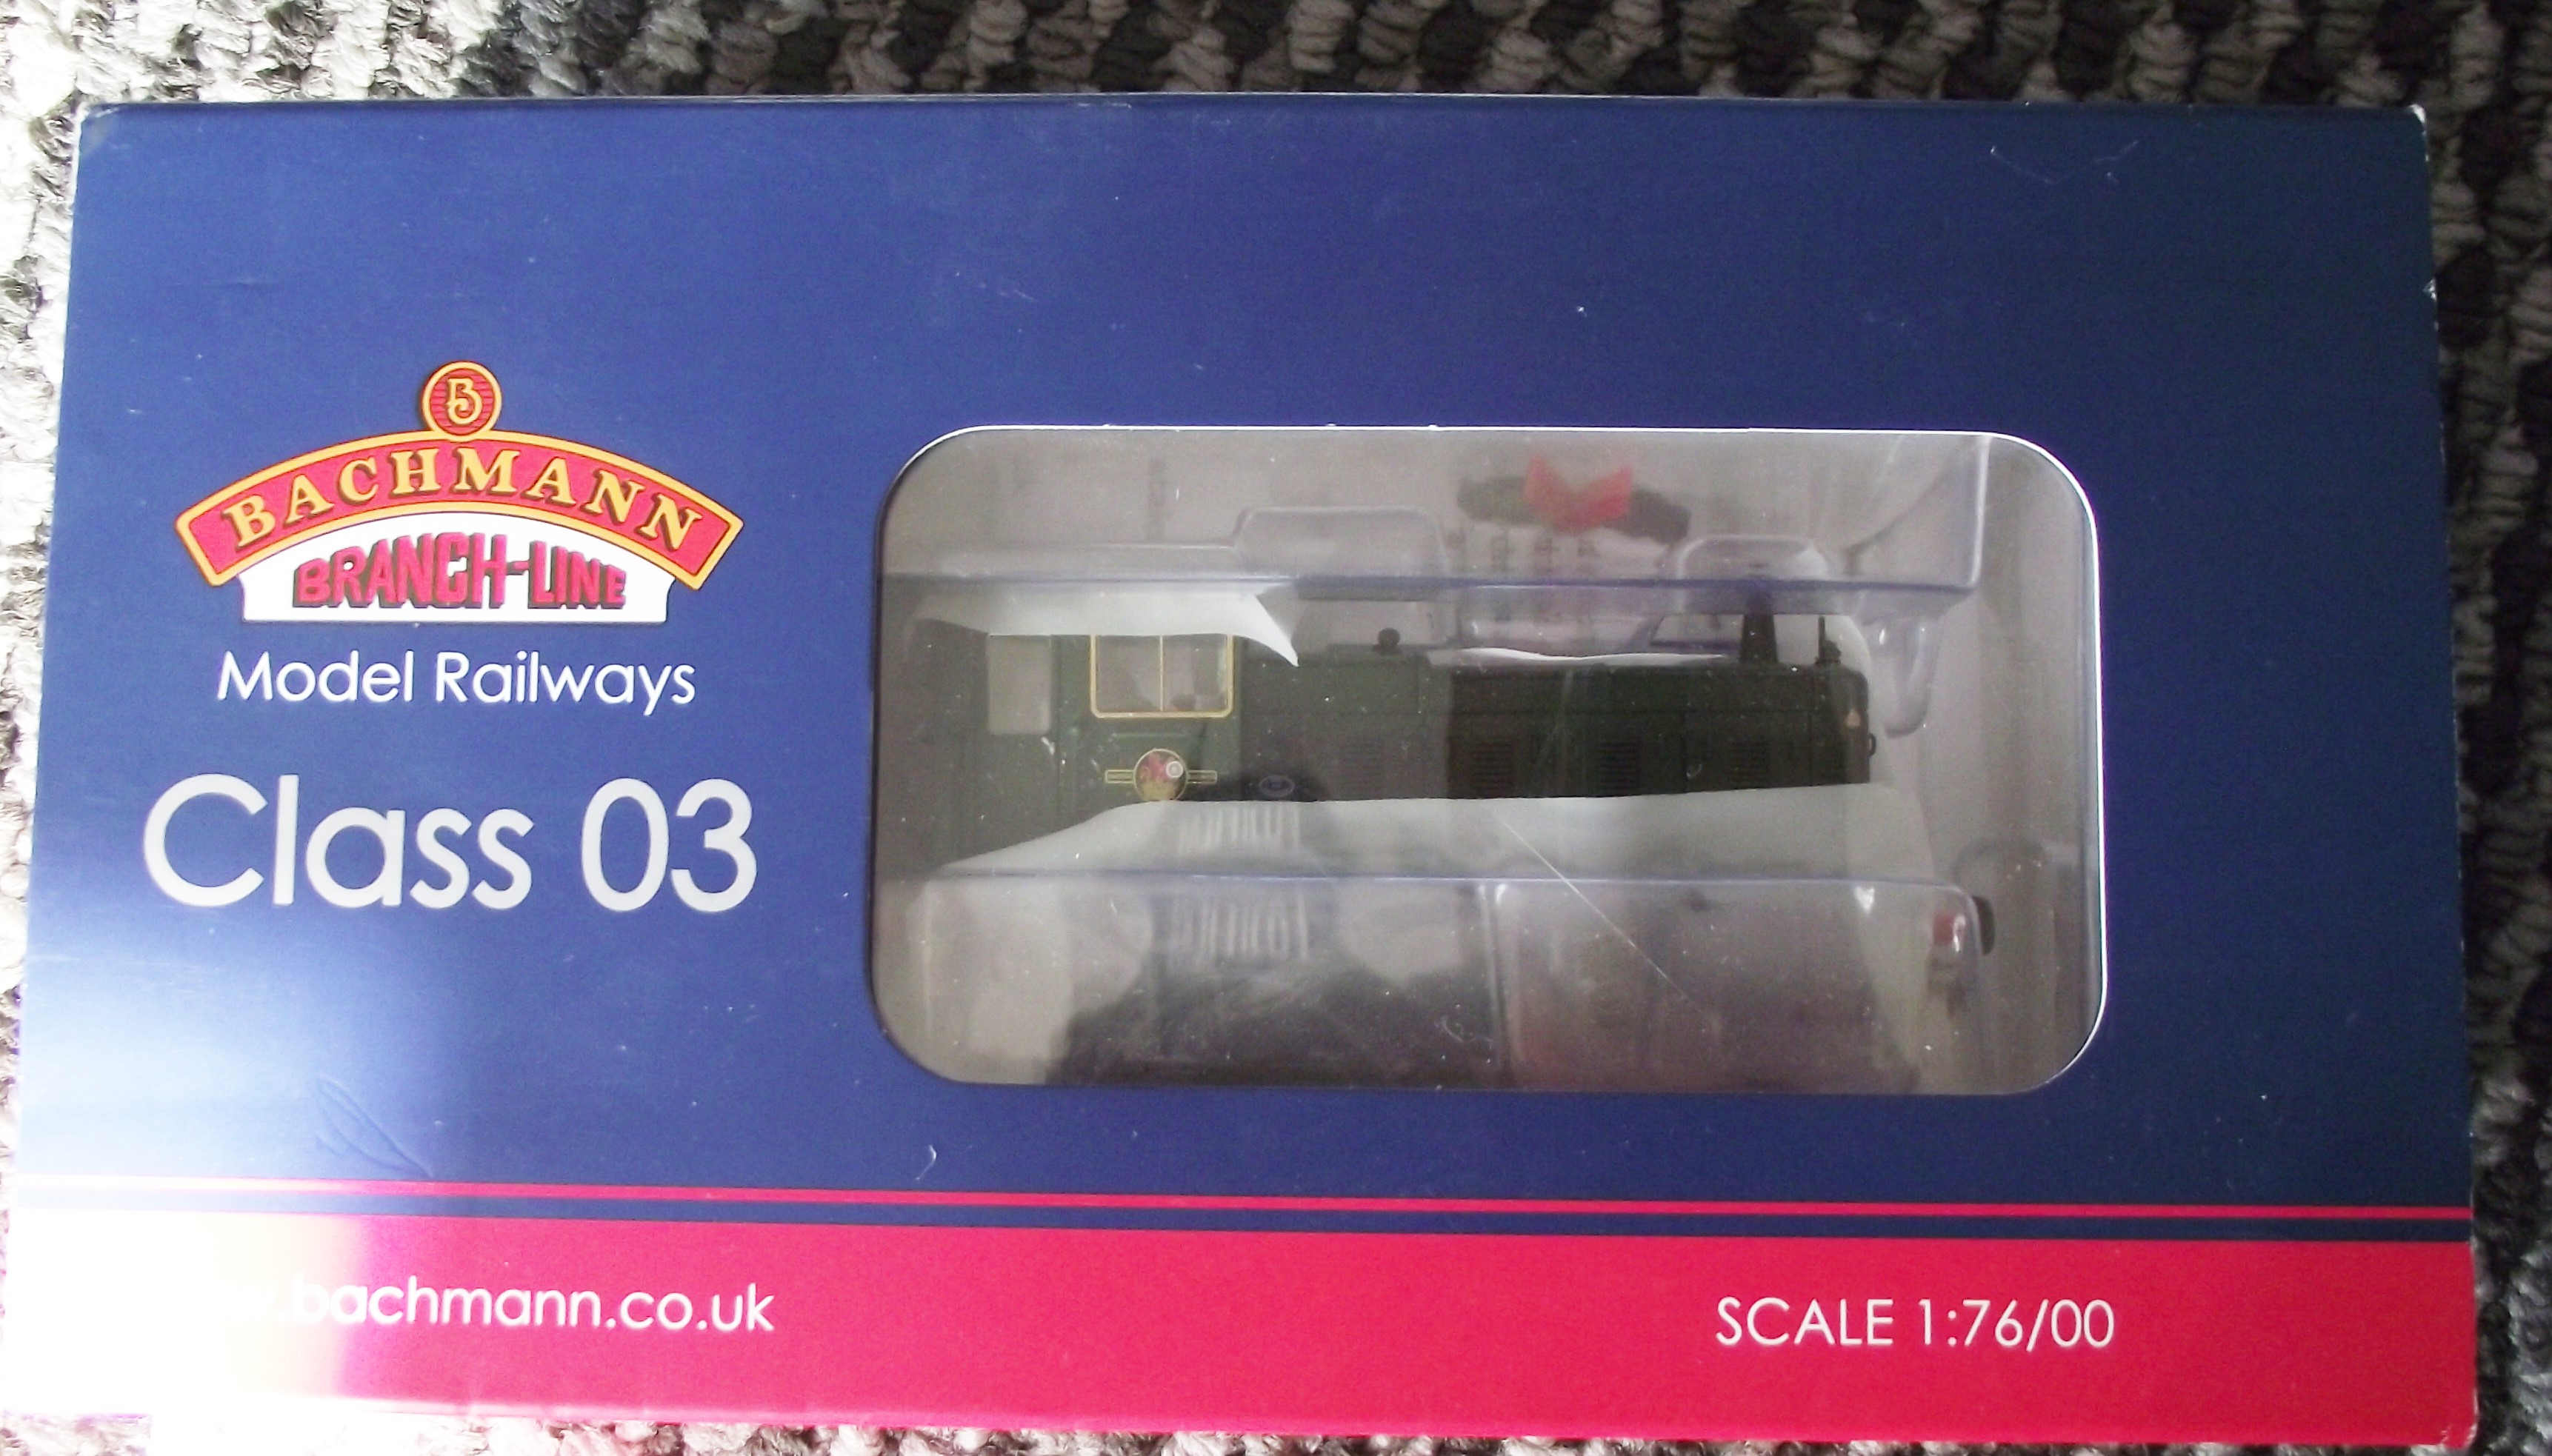 B
BACHMANN
BRANCH-LINE
Model Railways
Class 03
.bachmann.co.uk
SCALE 1:76/00